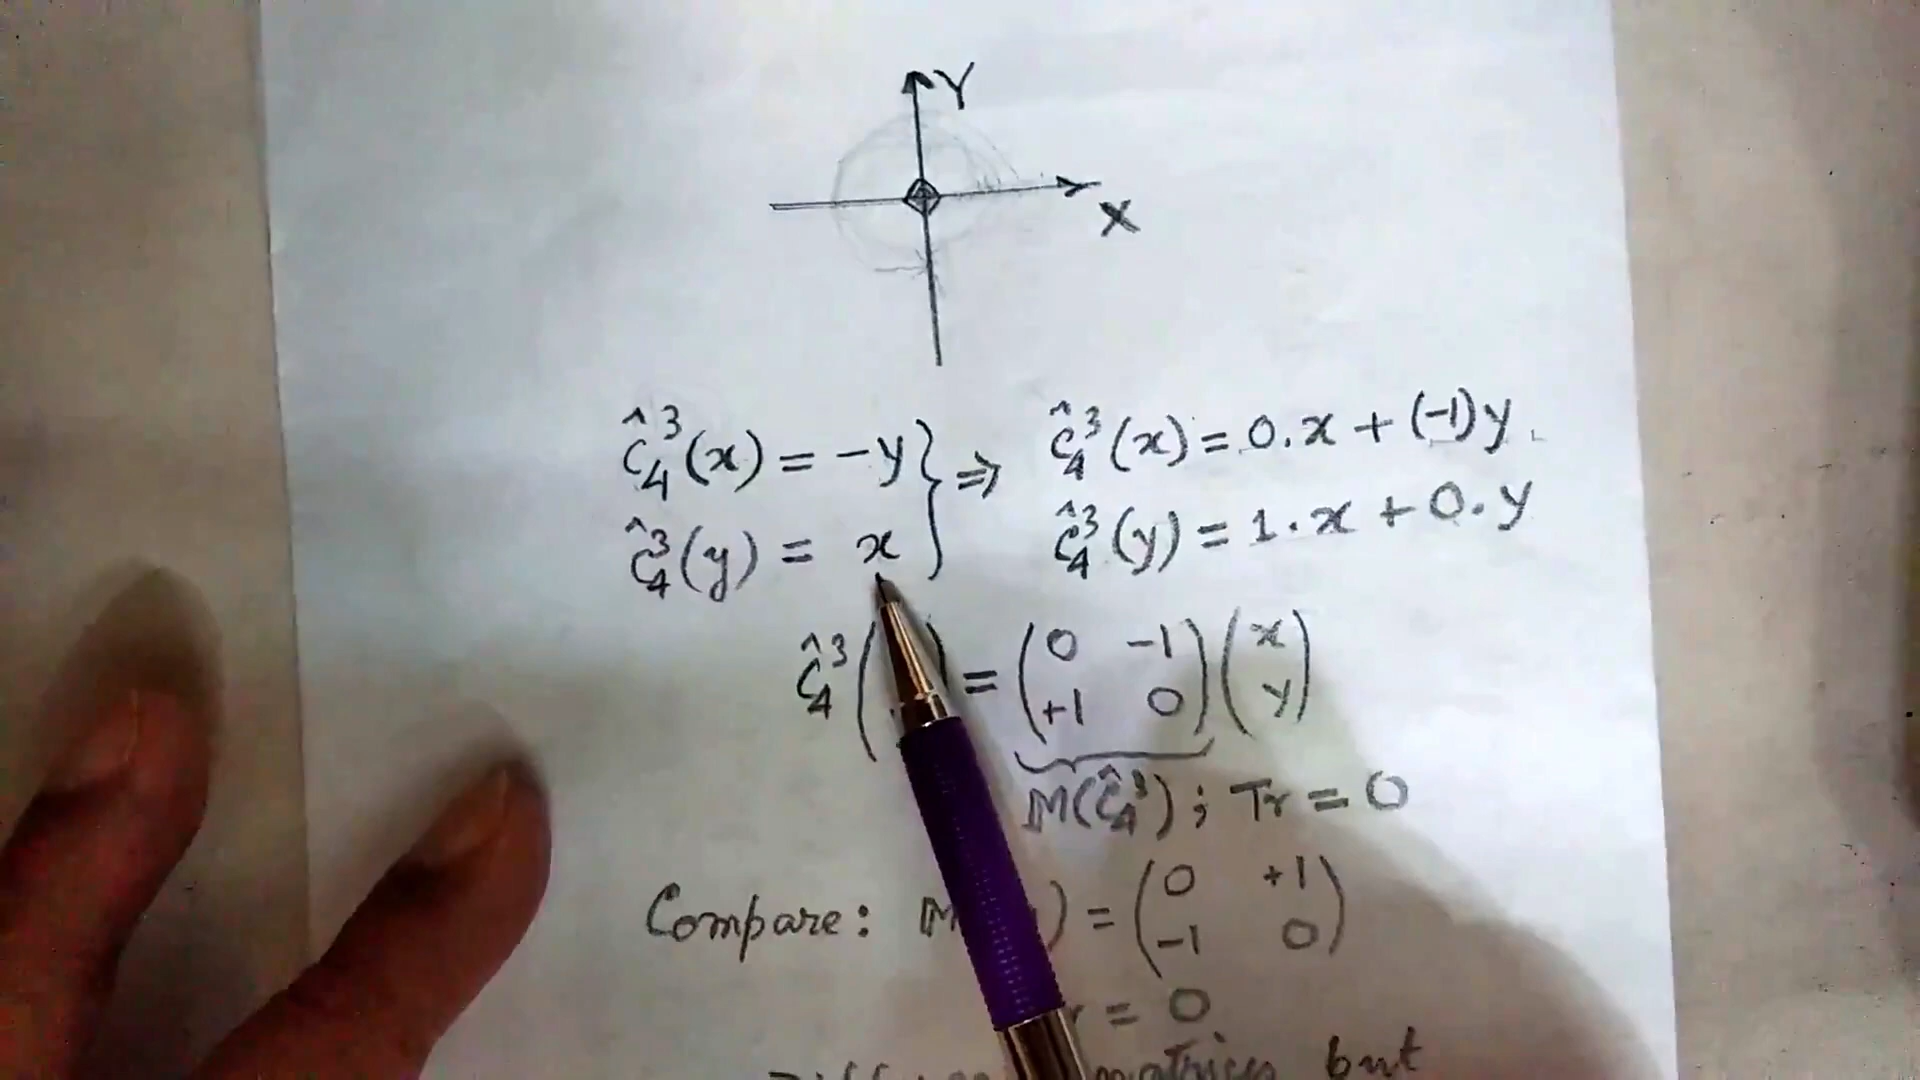 Y
X
Ĉ₄³(x) = -y } ⇒ Ĉ₄³(x) = 0.x + (-1)y.
Ĉ₄³(y) = x Ĉ₄³(y) = 1.x + 0.y
Ĉ₄³( ) = (0 -1
+1 0) (x
y)
M(Ĉ₄³); Tr = 0
Compare: M ) = (0 +1
-1 0)
= 0
but